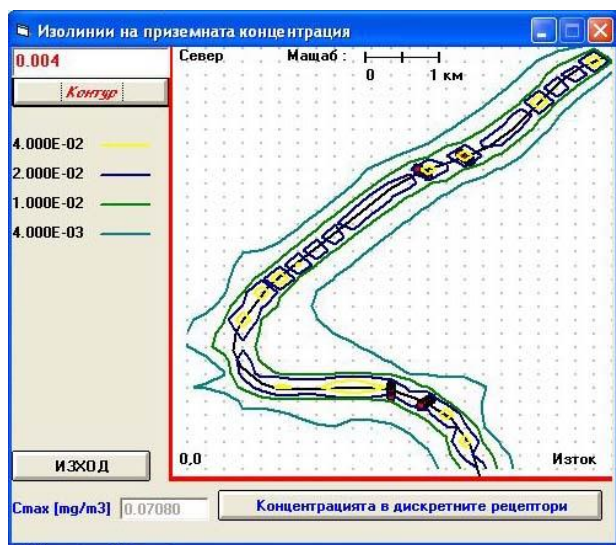 Изолинии на приземната концентрация
0.004
Контур
4.000E-02
2.000E-02
1.000E-02
4.000E-03
Север
Мащаб :
0 1 км
0,0
Изток
ИЗХОД
Cmax [mg/m3] 0.07080
Концентрацията в дискретните рецептори